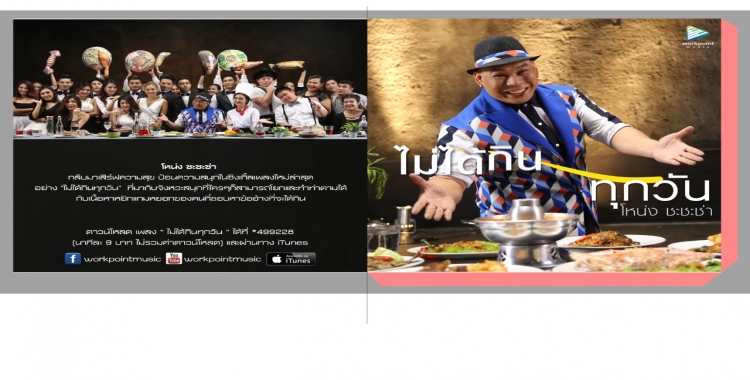 โหน่ง ชะชะช่า
กลับมาเสิร์ฟความสุข ป้อนความสนุกในซิงเกิ้ลเพลงใหม่ล่าสุด
อย่าง "ไม่ได้กินทุกวัน" ที่มากับจังหวะสนุกที่ใครๆก็สามารถโยกและทำท่าตามได้
กับเนื้อหาหยิกแกมหยอกของคนที่ชอบหาข้ออ้างที่จะได้กิน
ดาวน์โหลด เพลง " ไม่ได้กินทุกวัน " ได้ที่ *499228
(นาทีละ 9 บาท ไม่รวมค่าดาวน์โหลด) และผ่านทาง iTunes
f workpointmusic You Tube workpointmusic iTunes
workpoint
ไม่ได้กิน
ทุกวัน
โหน่ง ชะชะช่า